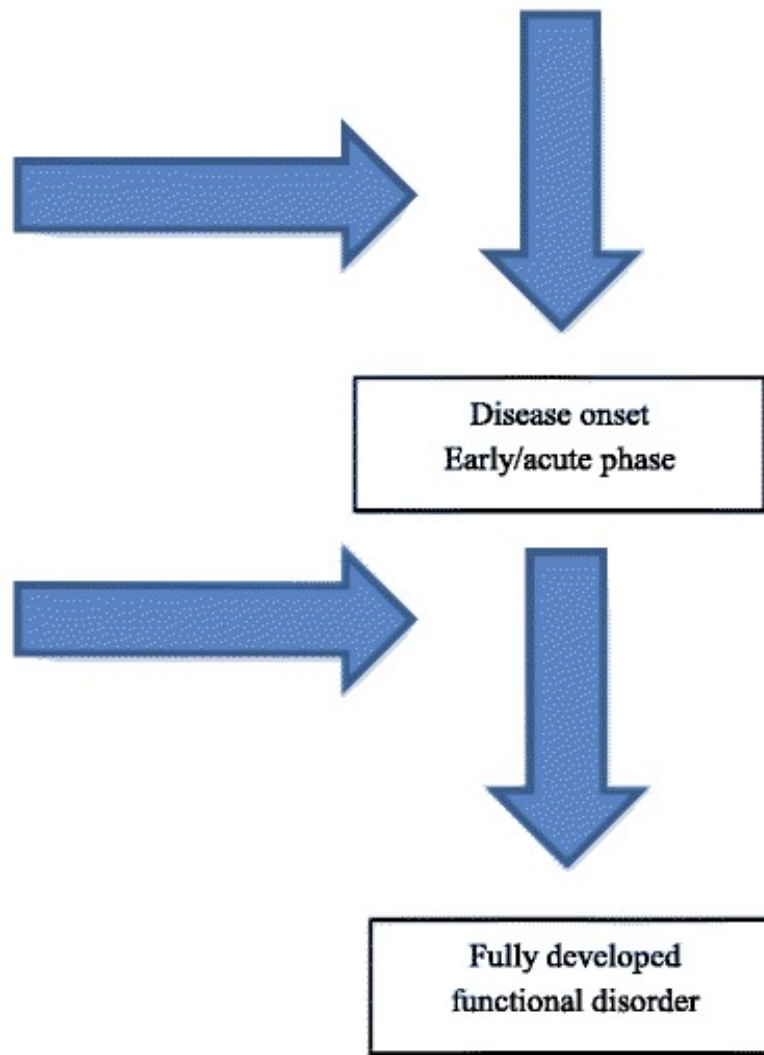 Disease onset
Early/acute phase
Fully developed
functional disorder